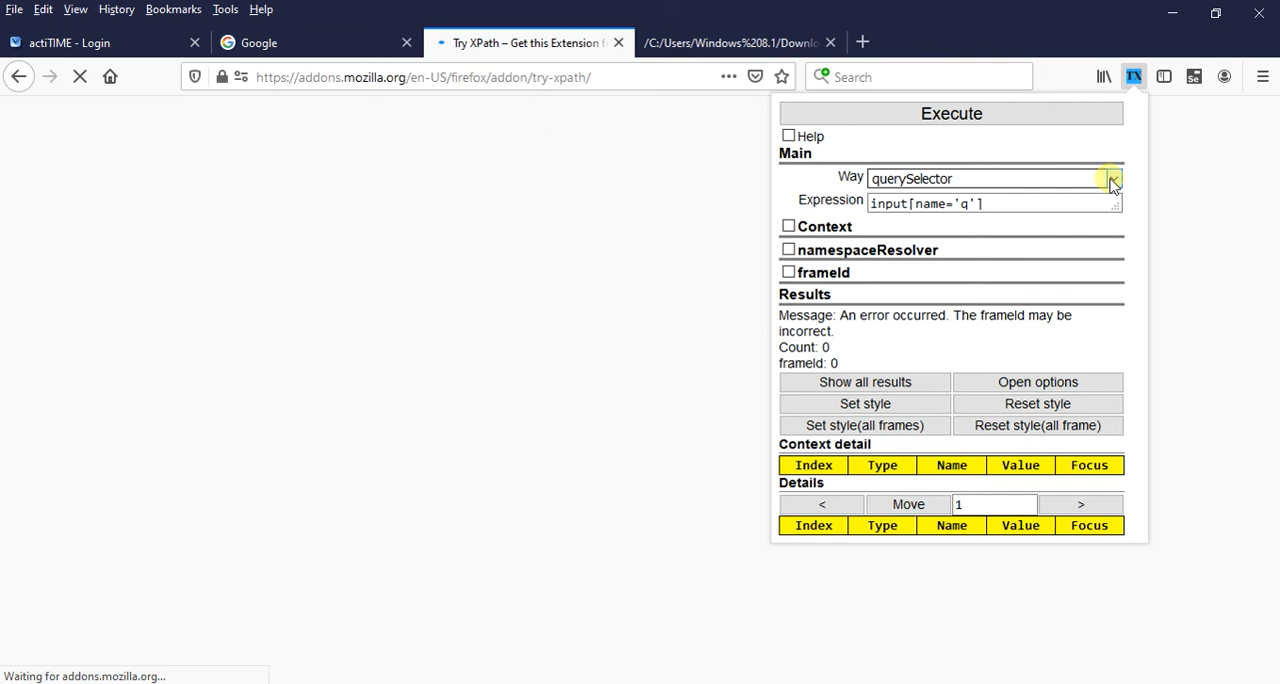 File Edit View History Bookmarks Tools Help
actiTIME - Login
Google
Try XPath – Get this Extension f
/C:/Users/Windows%208.1/Downlo
https://addons.mozilla.org/en-US/firefox/addon/try-xpath/
Search
TX
Se
Execute
Help
Main
Way querySelector
Expression input[name='q']
Context
namespaceResolver
frameId
Results
Message: An error occurred. The frameId may be
incorrect.
Count: 0
frameId: 0
Show all results Open options
Set style Reset style
Set style(all frames) Reset style(all frame)
Context detail
Index Type Name Value Focus
Details
< Move 1 >
Index Type Name Value Focus
Waiting for addons.mozilla.org...